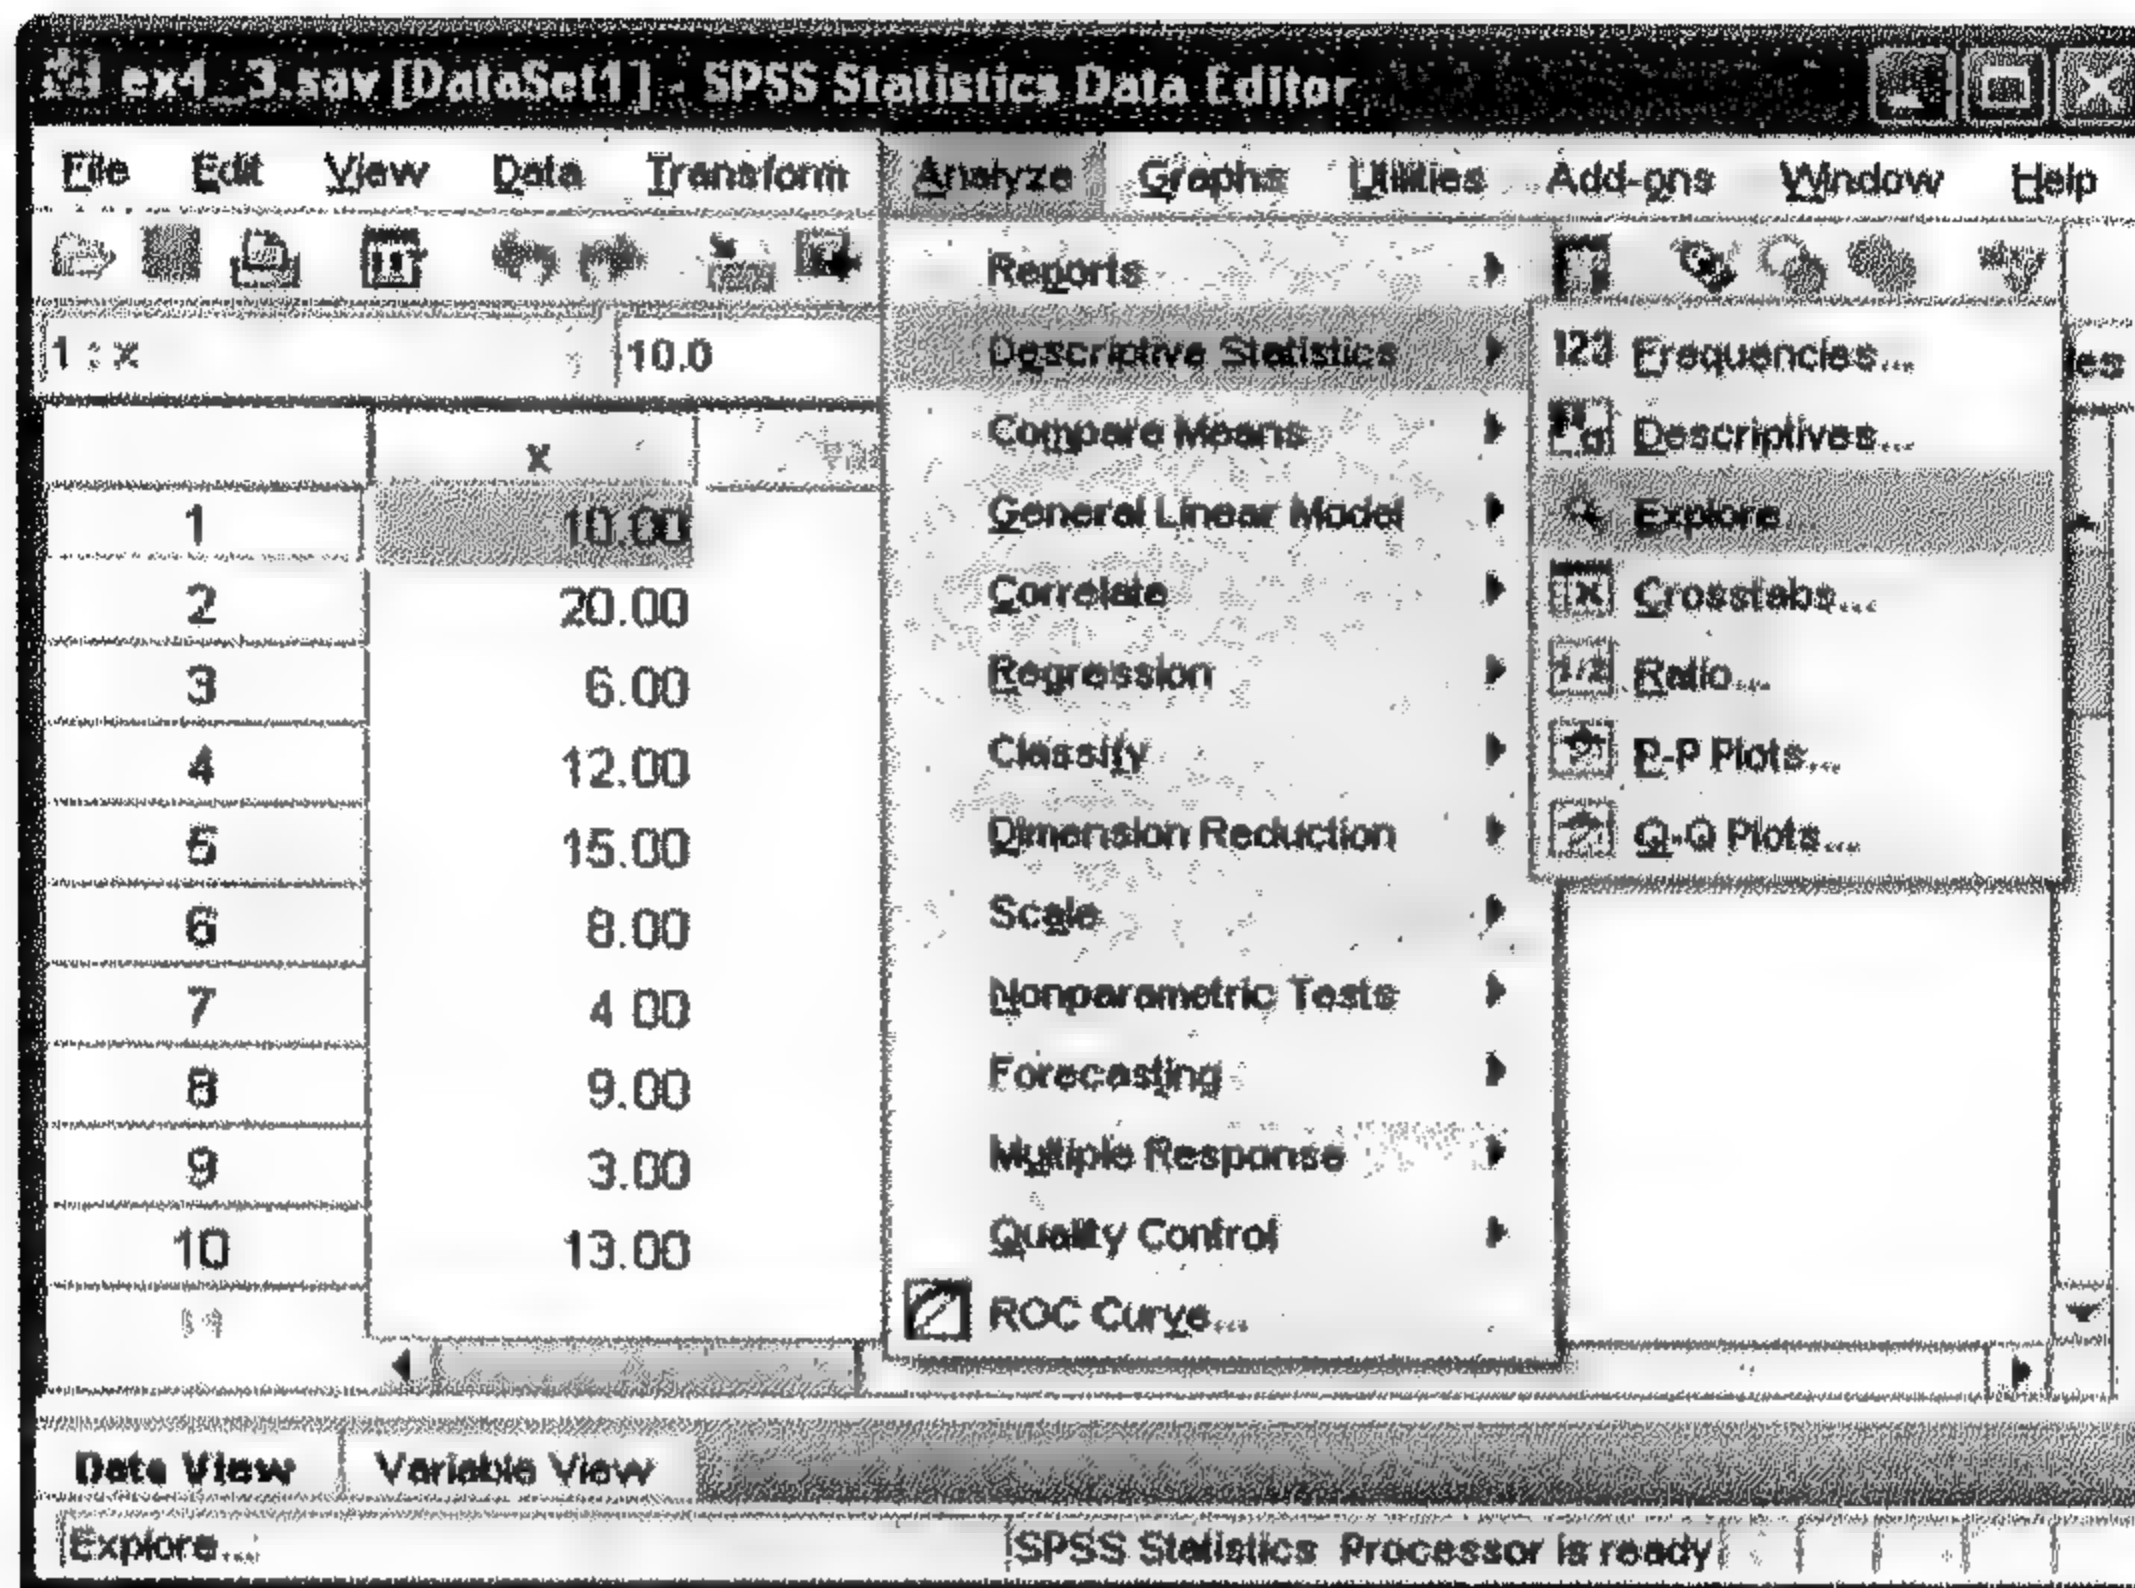 ex4_3.sav [DataSet1] - SPSS Statistics Data Editor
File Edit View Data Transform Analyze Graphs Utilities Add-ons Window Help
1 : x 10.0
x
1 10.00
2 20.00
3 6.00
4 12.00
5 15.00
6 8.00
7 4.00
8 9.00
9 3.00
10 13.00
Reports
Descriptive Statistics
Compare Means
General Linear Model
Correlate
Regression
Classify
Dimension Reduction
Scale
Nonparametric Tests
Forecasting
Multiple Response
Quality Control
ROC Curve...
123 Frequencies...
Descriptives...
Explore...
Crosstabs...
1/2 Ratio...
P-P Plots...
Q-Q Plots...
Data View Variable View
Explore... SPSS Statistics Processor is ready